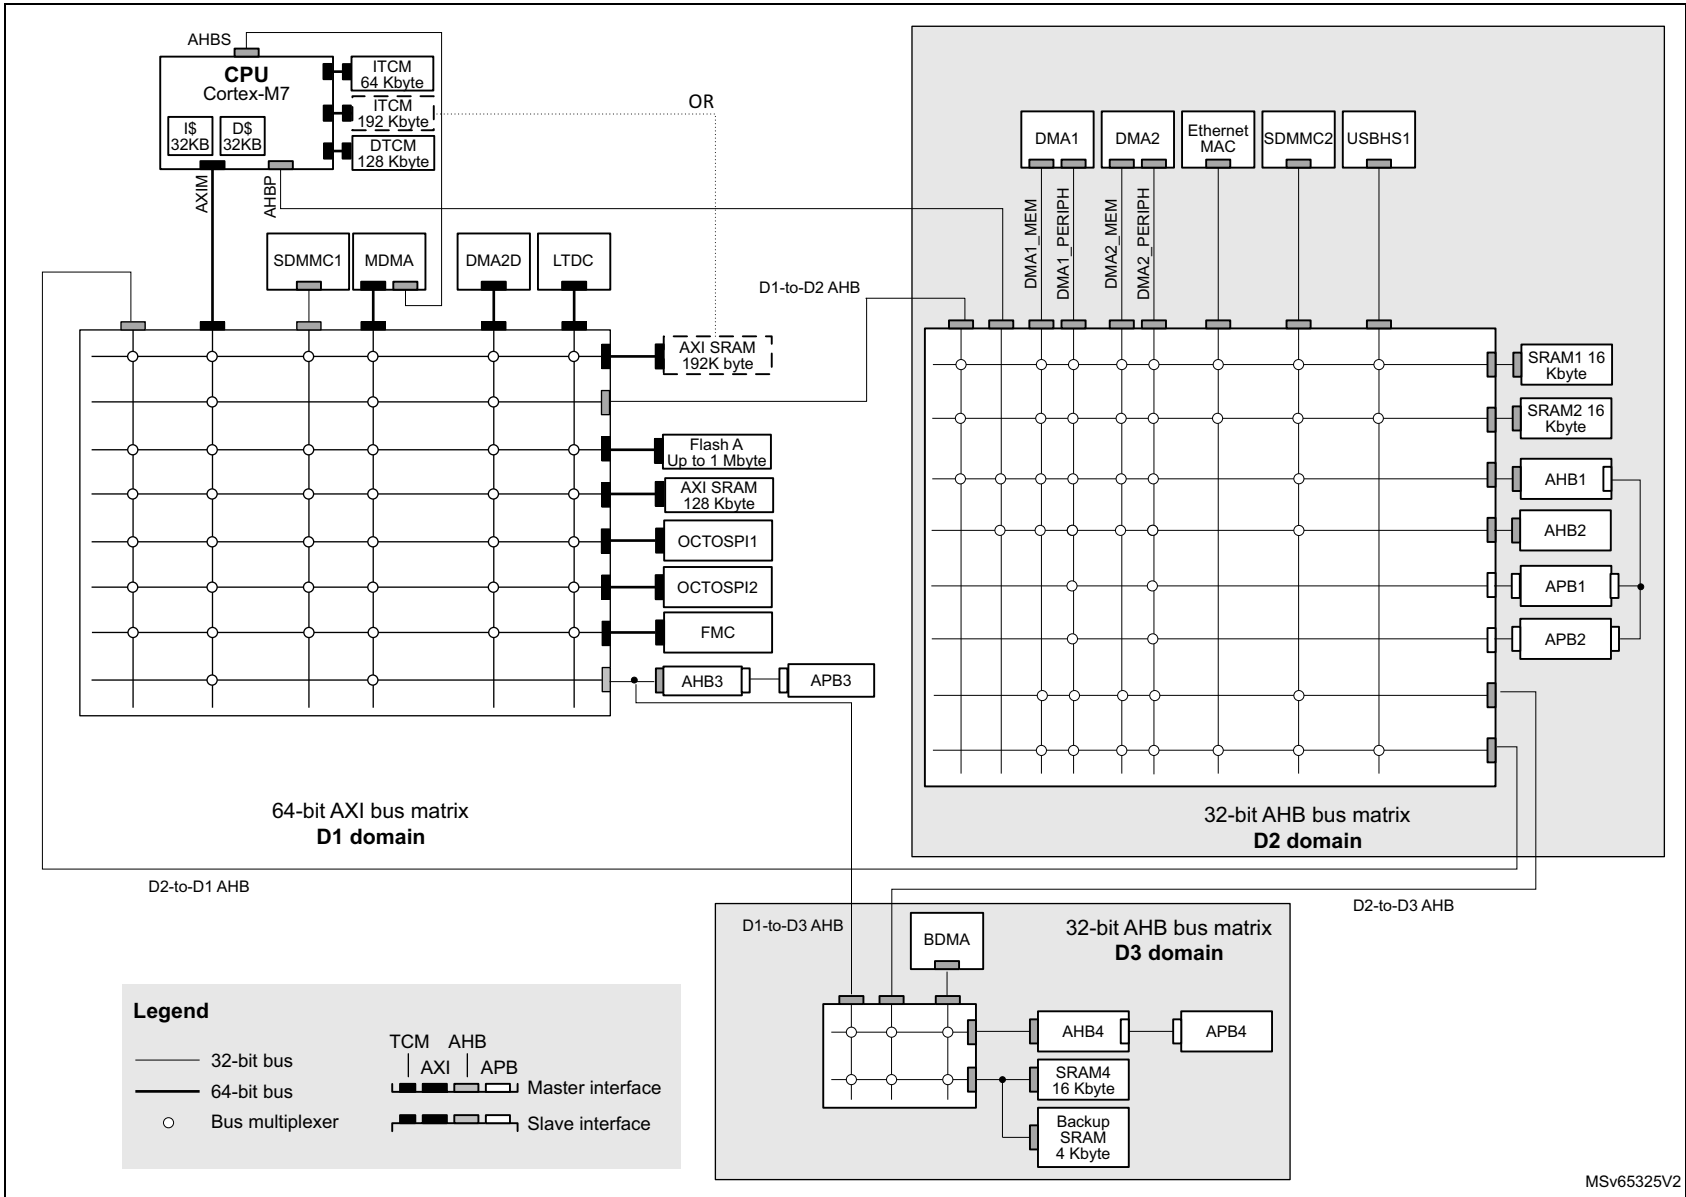 AHBS
CPU
Cortex-M7
I$
32KB
D$
32KB
ITCM
64 Kbyte
ITCM
192 Kbyte
DTCM
128 Kbyte
OR
AXIM
AHBP
SDMMC1
MDMA
DMA2D
LTDC
D1-to-D2 AHB
AXI SRAM
192K byte
Flash A
Up to 1 Mbyte
AXI SRAM
128 Kbyte
OCTOSPI1
OCTOSPI2
FMC
AHB3
APB3
64-bit AXI bus matrix
D1 domain
D2-to-D1 AHB
DMA1
DMA2
Ethernet
MAC
SDMMC2
USBHS1
DMA1_MEM
DMA1_PERIPH
DMA2_MEM
DMA2_PERIPH
SRAM1 16
Kbyte
SRAM2 16
Kbyte
AHB1
AHB2
APB1
APB2
32-bit AHB bus matrix
D2 domain
D2-to-D3 AHB
D1-to-D3 AHB
BDMA
32-bit AHB bus matrix
D3 domain
AHB4
APB4
SRAM4
16 Kbyte
Backup
SRAM
4 Kbyte
Legend
32-bit bus
64-bit bus
Bus multiplexer
TCM
AHB
AXI
APB
Master interface
Slave interface
MSv65325V2